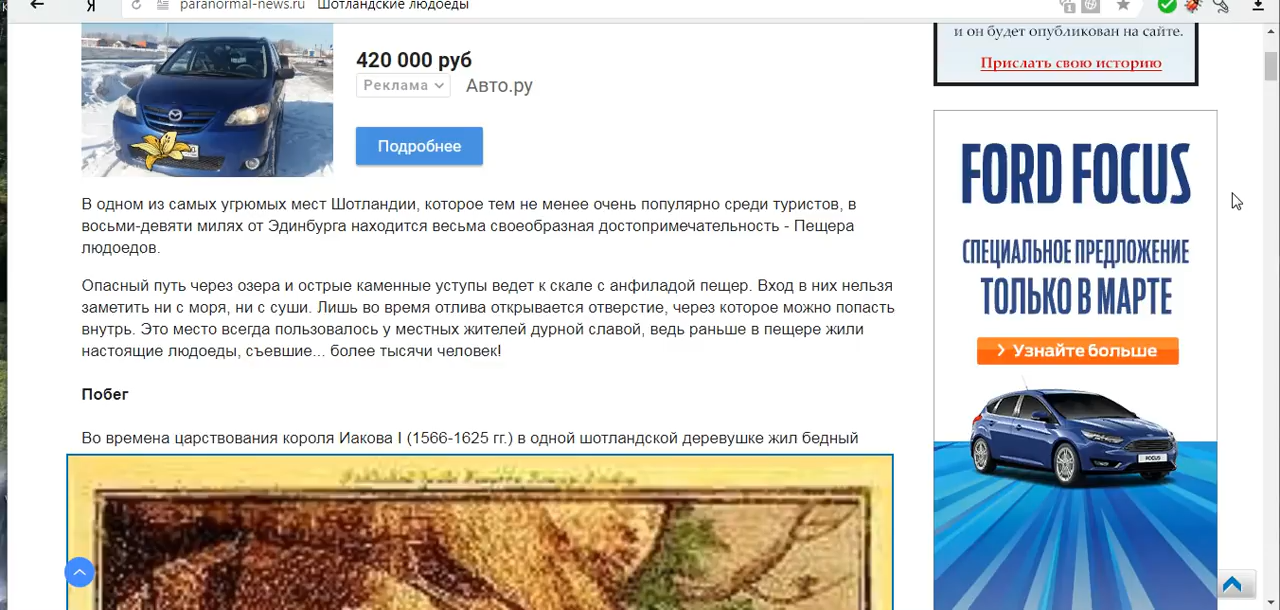 Я
paranormal-news.ru Шотландские людоеды
420 000 руб
Реклама
Авто.ру
Подробнее
В одном из самых угрюмых мест Шотландии, которое тем не менее очень популярно среди туристов, в
восьми-девяти милях от Эдинбурга находится весьма своеобразная достопримечательность - Пещера
людоедов.
Опасный путь через озера и острые каменные уступы ведет к скале с анфиладой пещер. Вход в них нельзя
заметить ни с моря, ни с суши. Лишь во время отлива открывается отверстие, через которое можно попасть
внутрь. Это место всегда пользовалось у местных жителей дурной славой, ведь раньше в пещере жили
настоящие людоеды, съевшие... более тысячи человек!
Побег
Во времена царствования короля Иакова I (1566-1625 гг.) в одной шотландской деревушке жил бедный
и он будет опубликован на сайте.
Прислать свою историю
FORD FOCUS
СПЕЦИАЛЬНОЕ ПРЕДЛОЖЕНИЕ
ТОЛЬКО В МАРТЕ
Узнайте больше
FOCUS